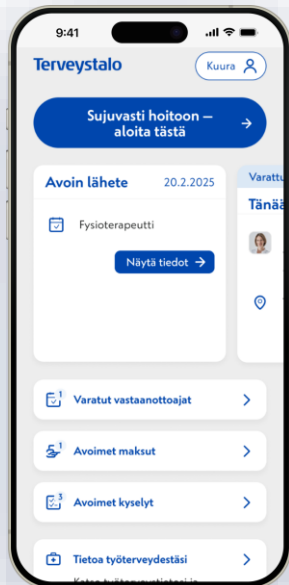 9:41
Terveystalo
Kuura
Sujuvasti hoitoon –
aloita tästä
Avoin lähete 20.2.2025
Fysioterapeutti
Näytä tiedot
Varattu
Tänää
1 Varatut vastaanottoajat
1 Avoimet maksut
3 Avoimet kyselyt
Tietoa työterveydestäsi